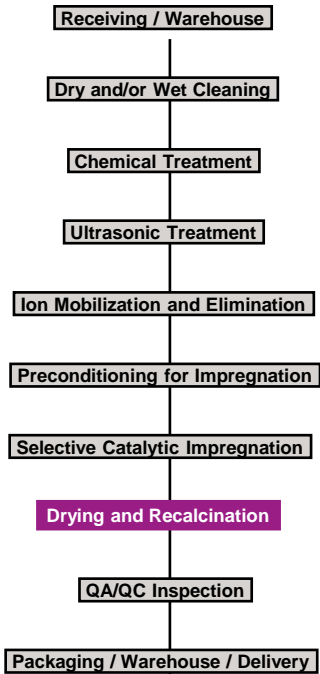 Receiving / Warehouse
Dry and/or Wet Cleaning
Chemical Treatment
Ultrasonic Treatment
Ion Mobilization and Elimination
Preconditioning for Impregnation
Selective Catalytic Impregnation
Drying and Recalcination
QA/QC Inspection
Packaging / Warehouse / Delivery